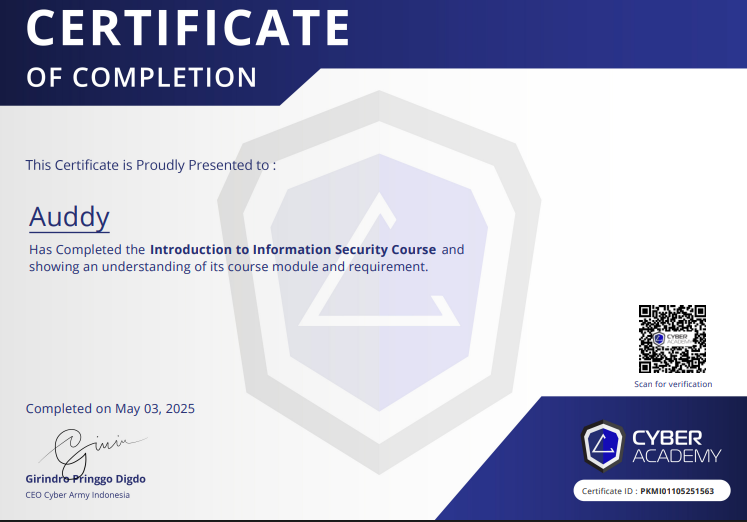 CERTIFICATE
OF COMPLETION
This Certificate is Proudly Presented to :
Auddy
Has Completed the Introduction to Information Security Course and
showing an understanding of its course module and requirement.
CYBER
ACADEMY
Scan for verification
Completed on May 03, 2025
Girindro Pringgo Digdo
CEO Cyber Army Indonesia
CYBER
ACADEMY
Certificate ID : PKMI01105251563